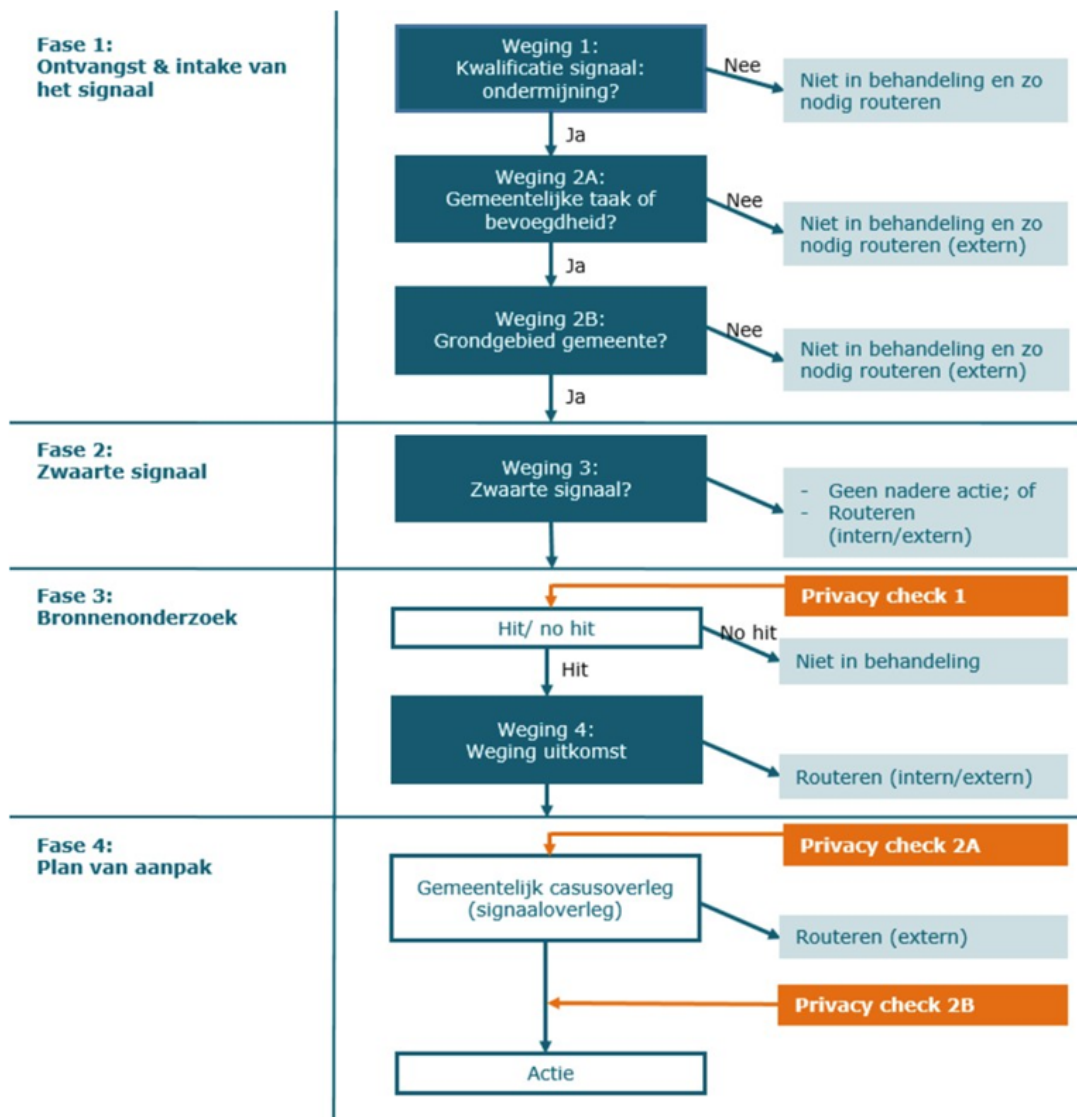 Fase 1:
Ontvangst & intake van
het signaal
Weging 1:
Kwalificatie signaal:
ondermijning?
Nee
Niet in behandeling en zo
nodig routeren
Ja
Weging 2A:
Gemeentelijke taak of
bevoegdheid?
Nee
Niet in behandeling en zo
nodig routeren (extern)
Ja
Weging 2B:
Grondgebied gemeente?
Nee
Niet in behandeling en zo
nodig routeren (extern)
Ja
Fase 2:
Zwaarte signaal
Weging 3:
Zwaarte signaal?
- Geen nadere actie; of
- Routeren
(intern/extern)
Fase 3:
Bronnenonderzoek
Privacy check 1
Hit/ no hit
No hit
Niet in behandeling
Hit
Weging 4:
Weging uitkomst
Routeren (intern/extern)
Fase 4:
Plan van aanpak
Privacy check 2A
Gemeentelijk casusoverleg
(signaaloverleg)
Routeren (extern)
Privacy check 2B
Actie